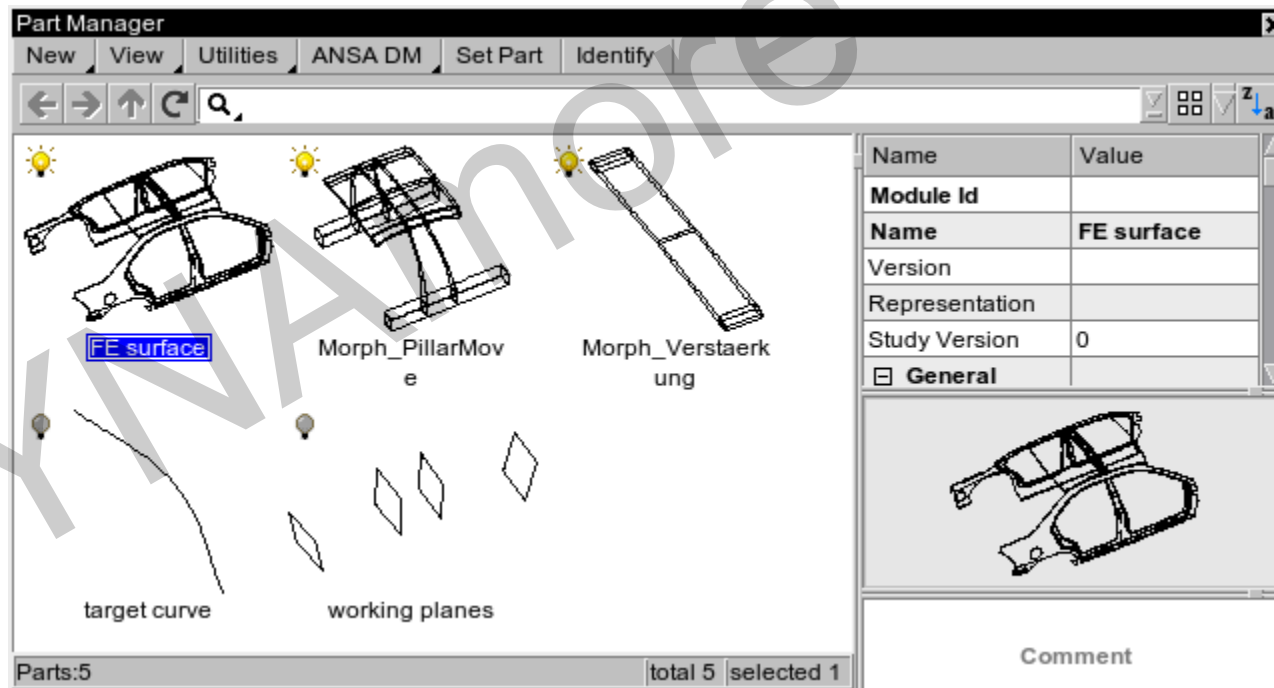 Part Manager
New View Utilities ANSA DM Set Part Identify
z
a
Name Value
Module Id
Name FE surface
Version
Representation
Study Version 0
General
FE surface Morph_PillarMov
e
Morph_Verstaerk
ung
target curve working planes
Comment
Parts:5 total 5 selected 1
YNAmore